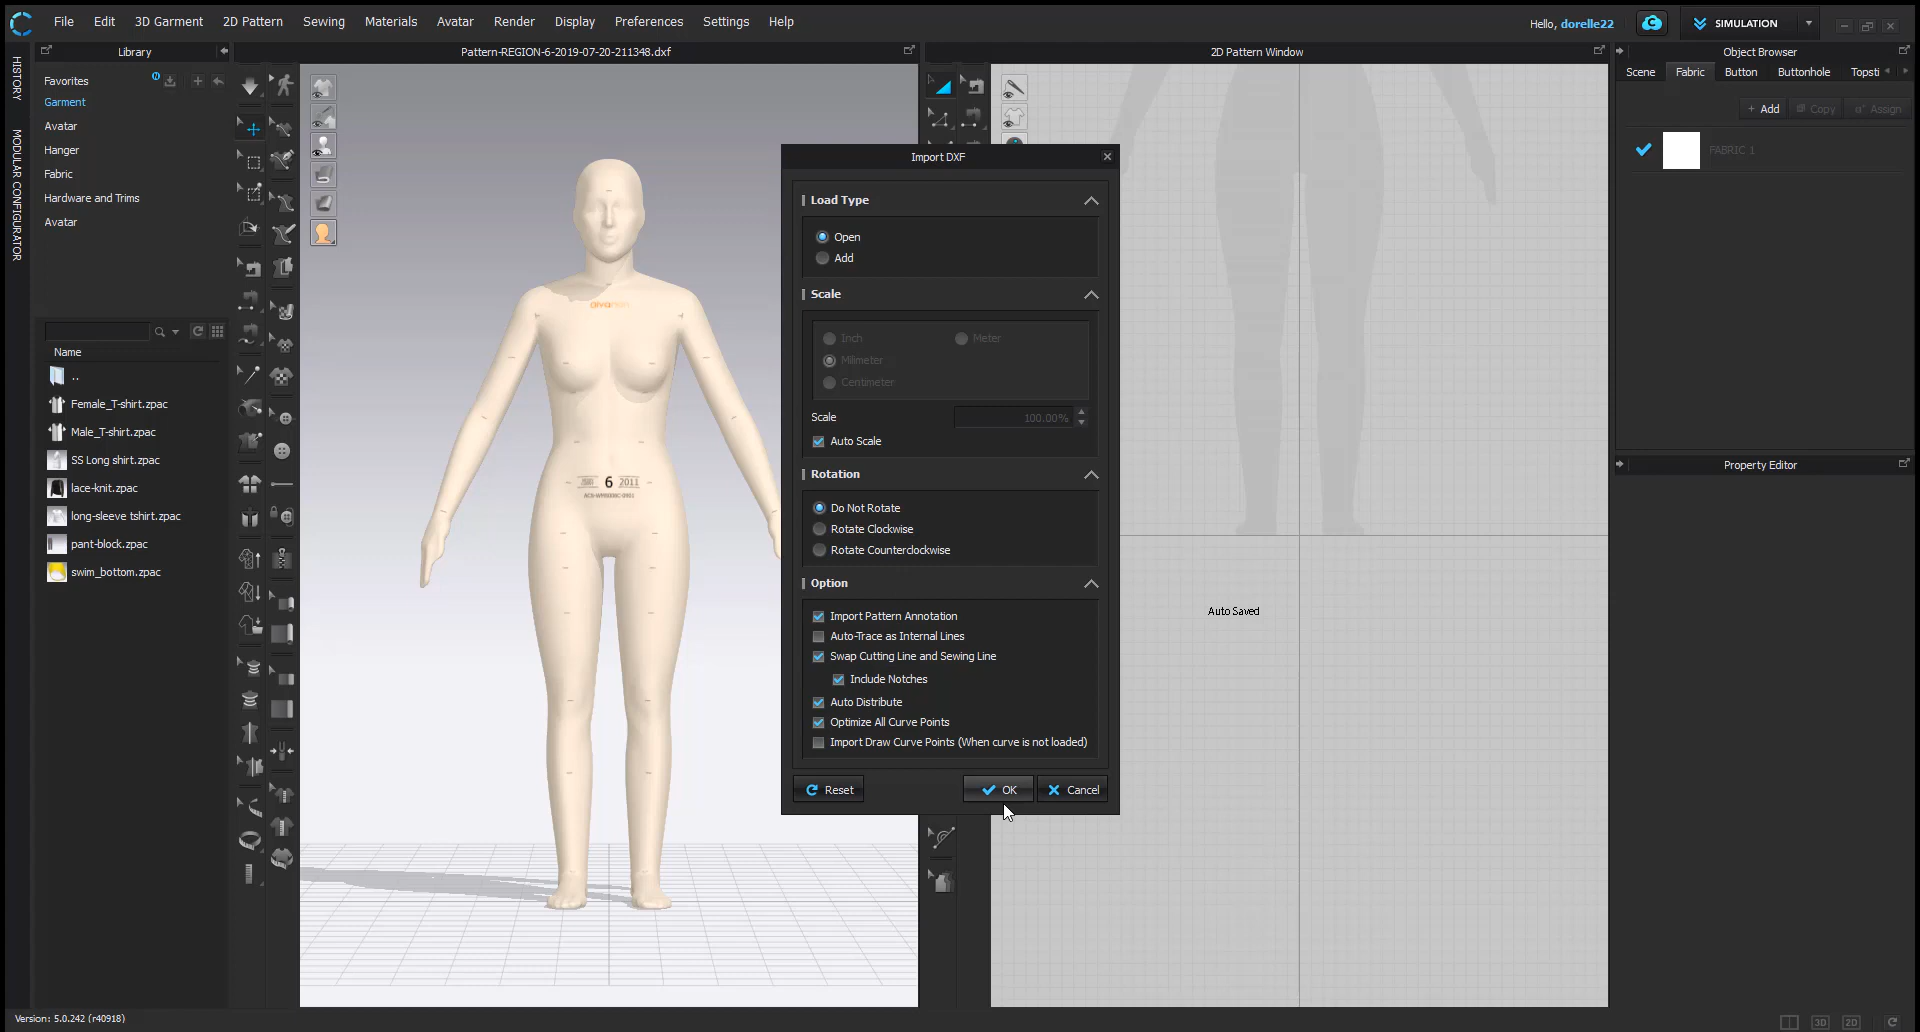 File Edit 3D Garment 2D Pattern Sewing Materials Avatar Render Display Preferences Settings Help
Hello, dorelle22
SIMULATION
HISTORY
MODULAR CONFIGURATOR
Library
Favorites
Garment
Avatar
Hanger
Fabric
Hardware and Trims
Avatar
Name
..
Female_T-shirt.zpac
Male_T-shirt.zpac
SS Long shirt.zpac
lace-knit.zpac
long-sleeve tshirt.zpac
pant-block.zpac
swim_bottom.zpac
Version: 5.0.242 (r40918)
Pattern-REGION-6-2019-07-20-211348.dxf
6 2011
Import DXF
Load Type
Open
Add
Scale
Inch Meter
Milimeter
Centimeter
Scale 100.00%
Auto Scale
Rotation
Do Not Rotate
Rotate Clockwise
Rotate Counterclockwise
Option
Import Pattern Annotation
Auto-Trace as Internal Lines
Swap Cutting Line and Sewing Line
Include Notches
Auto Distribute
Optimize All Curve Points
Import Draw Curve Points (When curve is not loaded)
Reset OK Cancel
2D Pattern Window
Auto Saved
Object Browser
Scene Fabric Button Buttonhole Topsti
+ Add Copy Assign
FABRIC 1
Property Editor
3D 2D